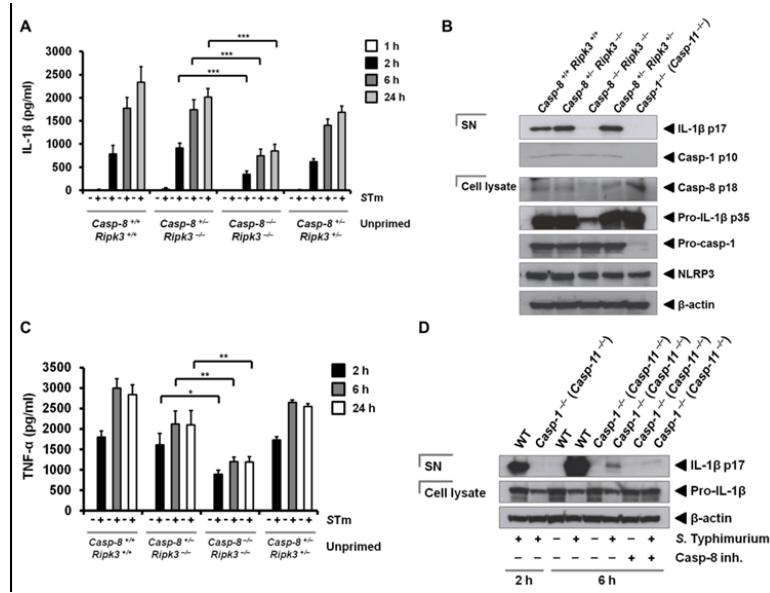 A
IL-1β (pg/ml)
3000
2500
2000
1500
1000
500
0
***
***
***
1 h
2 h
6 h
24 h
- + - + - + - + - + - + - + - + STm
Casp-8 +/+ Ripk3 +/+
Casp-8 +/– Ripk3 –/–
Casp-8 –/– Ripk3 –/–
Casp-8 +/– Ripk3 +/–
Unprimed
B
Casp-8 +/+ Ripk3 +/+
Casp-8 +/– Ripk3 –/–
Casp-8 –/– Ripk3 –/–
Casp-8 +/– Ripk3 +/–
Casp-1 –/– (Casp-11 –/–)
SN
IL-1β p17
Casp-1 p10
Cell lysate
Casp-8 p18
Pro-IL-1β p35
Pro-casp-1
NLRP3
β-actin
C
TNF-α (pg/ml)
3500
3000
2500
2000
1500
1000
500
0
**
**
*
2 h
6 h
24 h
- + - + - + - + - + - + - + - + STm
Casp-8 +/+ Ripk3 +/+
Casp-8 +/– Ripk3 –/–
Casp-8 –/– Ripk3 –/–
Casp-8 +/– Ripk3 +/–
Unprimed
D
WT
Casp-1 –/– (Casp-11 –/–)
WT
WT
Casp-1 –/– (Casp-11 –/–)
Casp-1 –/– (Casp-11 –/–)
Casp-1 –/– (Casp-11 –/–)
Casp-1 –/– (Casp-11 –/–)
SN
IL-1β p17
Cell lysate
Pro-IL-1β
β-actin
+ + – + – + – + S. Typhimurium
+ + Casp-8 inh.
2 h
6 h